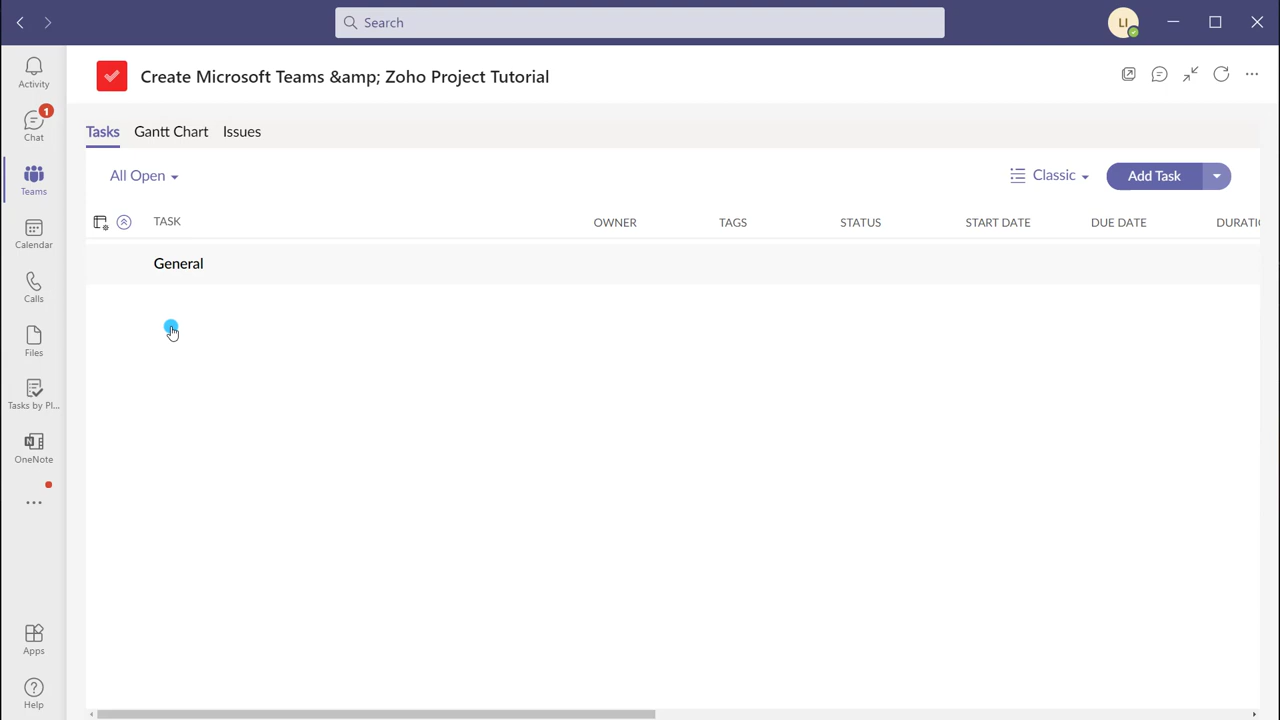 Search
LI
Activity
1
Chat
Teams
Calendar
Calls
Files
Tasks by Pl...
OneNote
Apps
Help
Create Microsoft Teams &amp; Zoho Project Tutorial
Tasks Gantt Chart Issues
All Open
Classic
Add Task
TASK OWNER TAGS STATUS START DATE DUE DATE DURATI
General